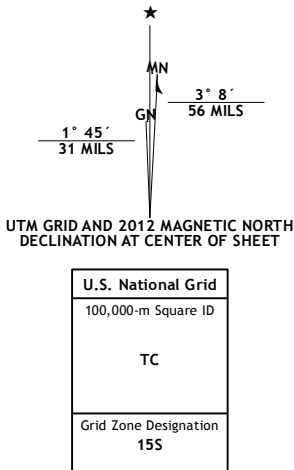 MN
GN
3° 8´
56 MILS
1° 45´
31 MILS
UTM GRID AND 2012 MAGNETIC NORTH
DECLINATION AT CENTER OF SHEET
U.S. National Grid
100,000-m Square ID
TC
Grid Zone Designation
15S